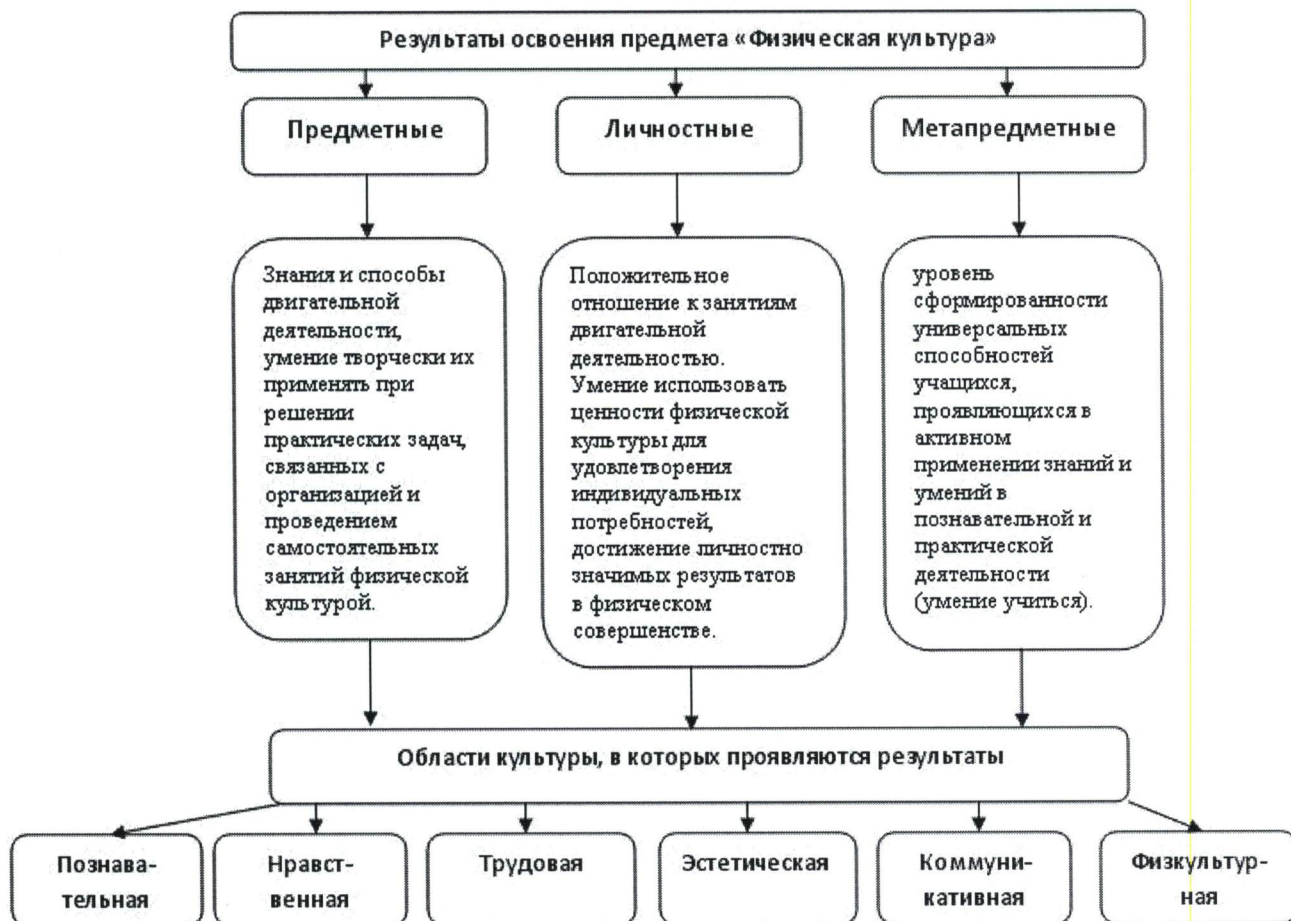 Результаты освоения предмета «Физическая культура»
Предметные
Личностные
Метапредметные
Знания и способы
двигательной
деятельности,
умение творчески их
применять при
решении
практических задач,
связанных с
организацией и
проведением
самостоятельных
занятий физической
культурой.
Положительное
отношение к занятиям
двигательной
деятельностью.
Умение использовать
ценности физической
культуры для
удовлетворения
индивидуальных
потребностей,
достижение личностно
значимых результатов
в физическом
совершенстве.
уровень
сформированности
универсальных
способностей
учащихся,
проявляющихся в
активном
применении знаний и
умений в
познавательной и
практической
деятельности
(умение учиться).
Области культуры, в которых проявляются результаты
Познава-
тельная
Нравст-
венная
Трудовая
Эстетическая
Коммуни-
кативная
Физкультур-
ная